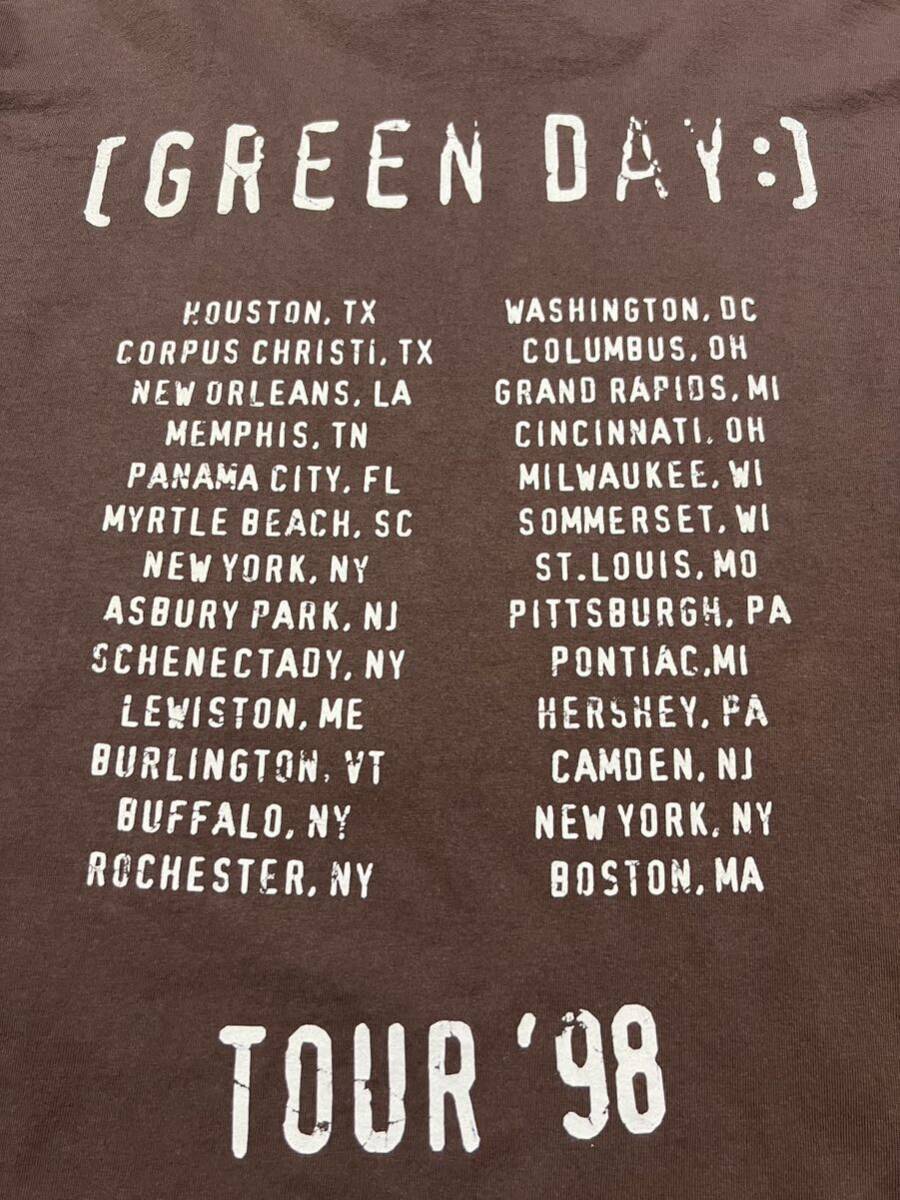 [GREEN DAY:]
HOUSTON, TX
CORPUS CHRISTI, TX
NEW ORLEANS, LA
MEMPHIS, TN
PANAMA CITY, FL
MYRTLE BEACH, SC
NEW YORK, NY
ASBURY PARK, NJ
SCHENECTADY, NY
LEWISTON, ME
BURLINGTON, VT
BUFFALO, NY
ROCHESTER, NY
WASHINGTON, DC
COLUMBUS, OH
GRAND RAPIDS, MI
CINCINNATI, OH
MILWAUKEE, WI
SOMMERSET, WI
ST.LOUIS, MO
PITTSBURGH, PA
PONTIAC,MI
HERSHEY, PA
CAMDEN, NJ
NEW YORK, NY
BOSTON, MA
TOUR '98